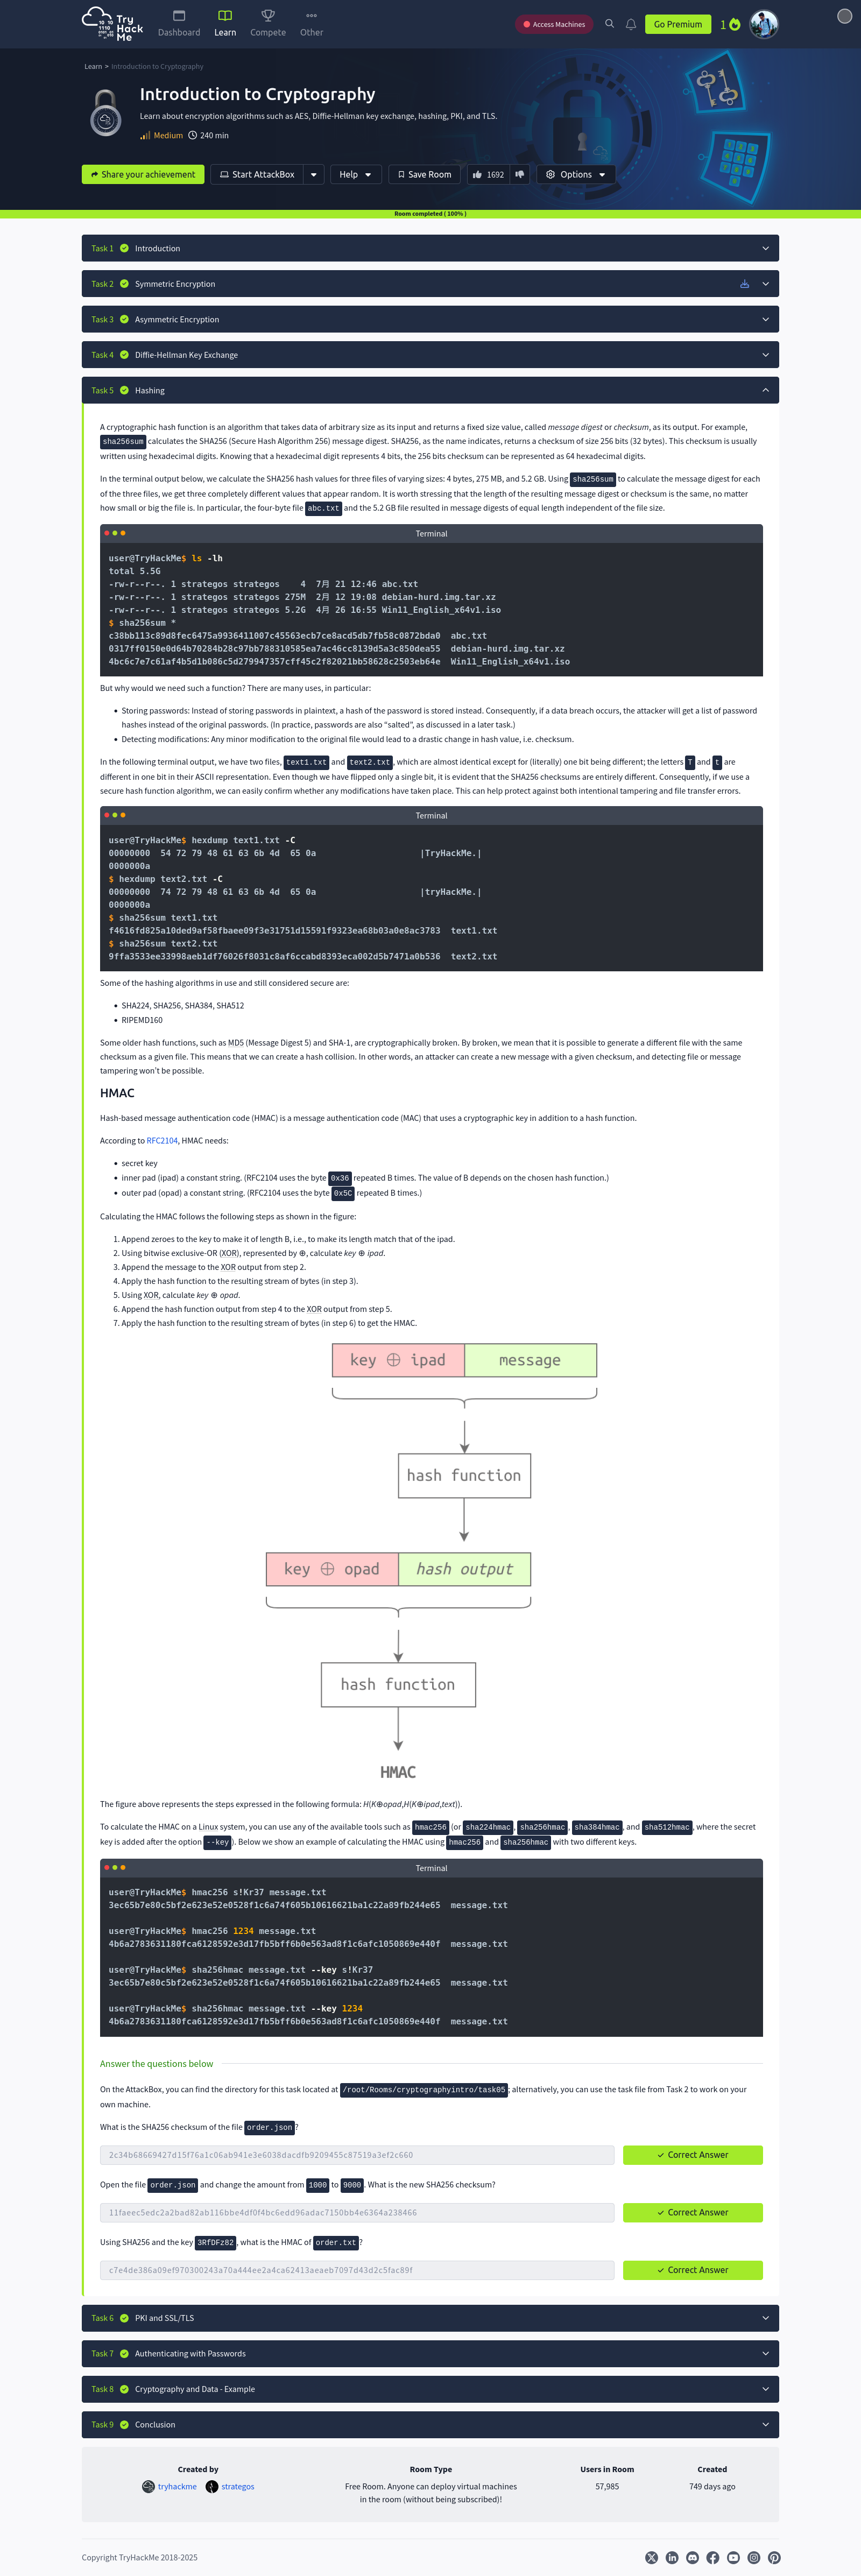 Try
Hack
Me
Dashboard
Learn
Compete
Other
Access Machines
Go Premium
1
Learn > Introduction to Cryptography
Introduction to Cryptography
Learn about encryption algorithms such as AES, Diffie-Hellman key exchange, hashing, PKI, and TLS.
Medium 240 min
Share your achievement
Start AttackBox
Help
Save Room
1692
Options
Room completed ( 100% )
Task 1 Introduction
Task 2 Symmetric Encryption
Task 3 Asymmetric Encryption
Task 4 Diffie-Hellman Key Exchange
Task 5 Hashing
A cryptographic hash function is an algorithm that takes data of arbitrary size as its input and returns a fixed size value, called message digest or checksum, as its output. For example,
sha256sum calculates the SHA256 (Secure Hash Algorithm 256) message digest. SHA256, as the name indicates, returns a checksum of size 256 bits (32 bytes). This checksum is usually
written using hexadecimal digits. Knowing that a hexadecimal digit represents 4 bits, the 256 bits checksum can be represented as 64 hexadecimal digits.
In the terminal output below, we calculate the SHA256 hash values for three files of varying sizes: 4 bytes, 275 MB, and 5.2 GB. Using sha256sum to calculate the message digest for each
of the three files, we get three completely different values that appear random. It is worth stressing that the length of the resulting message digest or checksum is the same, no matter
how small or big the file is. In particular, the four-byte file abc.txt and the 5.2 GB file resulted in message digests of equal length independent of the file size.
Terminal
user@TryHackMe$ ls -lh
total 5.5G
-rw-r--r--. 1 strategos strategos    4  7月 21 12:46 abc.txt
-rw-r--r--. 1 strategos strategos 275M  2月 12 19:08 debian-hurd.img.tar.xz
-rw-r--r--. 1 strategos strategos 5.2G  4月 26 16:55 Win11_English_x64v1.iso
$ sha256sum *
c38bb113c89d8fec6475a9936411007c45563ecb7ce8acd5db7fb58c0872bda0  abc.txt
0317ff0150e0d64b70284b28c97bb788310585ea7ac46cc8139d5a3c850dea55  debian-hurd.img.tar.xz
4bc6c7e7c61af4b5d1b086c5d279947357cff45c2f82021bb58628c2503eb64e  Win11_English_x64v1.iso
But why would we need such a function? There are many uses, in particular:
• Storing passwords: Instead of storing passwords in plaintext, a hash of the password is stored instead. Consequently, if a data breach occurs, the attacker will get a list of password
hashes instead of the original passwords. (In practice, passwords are also “salted”, as discussed in a later task.)
• Detecting modifications: Any minor modification to the original file would lead to a drastic change in hash value, i.e. checksum.
In the following terminal output, we have two files, text1.txt and text2.txt, which are almost identical except for (literally) one bit being different; the letters T and t are
different in one bit in their ASCII representation. Even though we have flipped only a single bit, it is evident that the SHA256 checksums are entirely different. Consequently, if we use a
secure hash function algorithm, we can easily confirm whether any modifications have taken place. This can help protect against both intentional tampering and file transfer errors.
Terminal
user@TryHackMe$ hexdump text1.txt -C
00000000  54 72 79 48 61 63 6b 4d  65 0a                    |TryHackMe.|
0000000a
$ hexdump text2.txt -C
00000000  74 72 79 48 61 63 6b 4d  65 0a                    |tryHackMe.|
0000000a
$ sha256sum text1.txt
f4616fd825a10ded9af58fbaee09f3e31751d15591f9323ea68b03a0e8ac3783  text1.txt
$ sha256sum text2.txt
9ffa3533ee33998aeb1df76026f8031c8af6ccabd8393eca002d5b7471a0b536  text2.txt
Some of the hashing algorithms in use and still considered secure are:
• SHA224, SHA256, SHA384, SHA512
• RIPEMD160
Some older hash functions, such as MD5 (Message Digest 5) and SHA-1, are cryptographically broken. By broken, we mean that it is possible to generate a different file with the same
checksum as a given file. This means that we can create a hash collision. In other words, an attacker can create a new message with a given checksum, and detecting file or message
tampering won’t be possible.
HMAC
Hash-based message authentication code (HMAC) is a message authentication code (MAC) that uses a cryptographic key in addition to a hash function.
According to RFC2104, HMAC needs:
• secret key
• inner pad (ipad) a constant string. (RFC2104 uses the byte 0x36 repeated B times. The value of B depends on the chosen hash function.)
• outer pad (opad) a constant string. (RFC2104 uses the byte 0x5C repeated B times.)
Calculating the HMAC follows the following steps as shown in the figure:
1. Append zeroes to the key to make it of length B, i.e., to make its length match that of the ipad.
2. Using bitwise exclusive-OR (XOR), represented by ⊕, calculate key ⊕ ipad.
3. Append the message to the XOR output from step 2.
4. Apply the hash function to the resulting stream of bytes (in step 3).
5. Using XOR, calculate key ⊕ opad.
6. Append the hash function output from step 4 to the XOR output from step 5.
7. Apply the hash function to the resulting stream of bytes (in step 6) to get the HMAC.
key ⊕ ipad message
hash function
key ⊕ opad hash output
hash function
HMAC
The figure above represents the steps expressed in the following formula: H(K⊕opad,H(K⊕ipad,text)).
To calculate the HMAC on a Linux system, you can use any of the available tools such as hmac256 (or sha224hmac, sha256hmac, sha384hmac, and sha512hmac, where the secret
key is added after the option --key). Below we show an example of calculating the HMAC using hmac256 and sha256hmac with two different keys.
Terminal
user@TryHackMe$ hmac256 s!Kr37 message.txt
3ec65b7e80c5bf2e623e52e0528f1c6a74f605b10616621ba1c22a89fb244e65  message.txt
user@TryHackMe$ hmac256 1234 message.txt
4b6a2783631180fca6128592e3d17fb5bff6b0e563ad8f1c6afc1050869e440f  message.txt
user@TryHackMe$ sha256hmac message.txt --key s!Kr37
3ec65b7e80c5bf2e623e52e0528f1c6a74f605b10616621ba1c22a89fb244e65  message.txt
user@TryHackMe$ sha256hmac message.txt --key 1234
4b6a2783631180fca6128592e3d17fb5bff6b0e563ad8f1c6afc1050869e440f  message.txt
Answer the questions below
On the AttackBox, you can find the directory for this task located at /root/Rooms/cryptographyintro/task05; alternatively, you can use the task file from Task 2 to work on your
own machine.
What is the SHA256 checksum of the file order.json?
2c34b68669427d15f76a1c06ab941e3e6038dacdfb9209455c87519a3ef2c660
Correct Answer
Open the file order.json and change the amount from 1000 to 9000. What is the new SHA256 checksum?
11faeec5edc2a2bad82ab116bbe4df0f4bc6edd96adac7150bb4e6364a238466
Correct Answer
Using SHA256 and the key 3RfDFz82, what is the HMAC of order.txt?
c7e4de386a09ef970300243a70a444ee2a4ca62413aeaeb7097d43d2c5fac89f
Correct Answer
Task 6 PKI and SSL/TLS
Task 7 Authenticating with Passwords
Task 8 Cryptography and Data - Example
Task 9 Conclusion
Created by
tryhackme strategos
Room Type
Free Room. Anyone can deploy virtual machines
in the room (without being subscribed)!
Users in Room
57,985
Created
749 days ago
Copyright TryHackMe 2018-2025